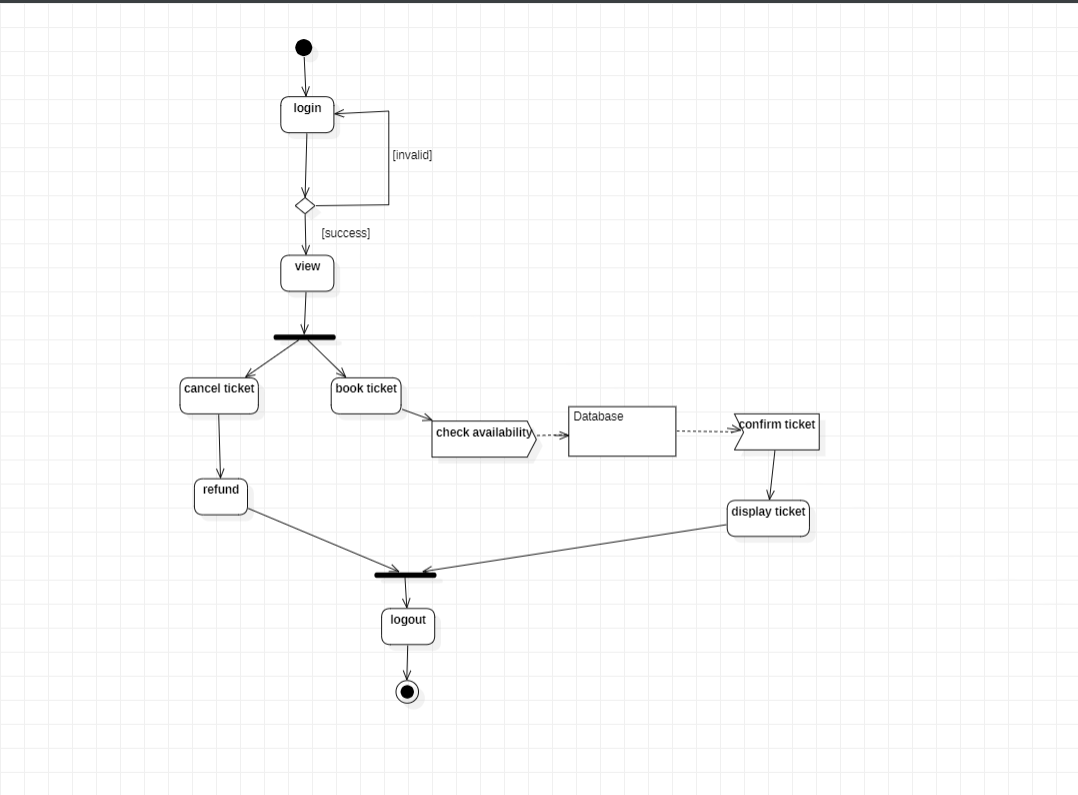 login
[invalid]
[success]
view
cancel ticket
book ticket
check availability
Database
confirm ticket
refund
display ticket
logout